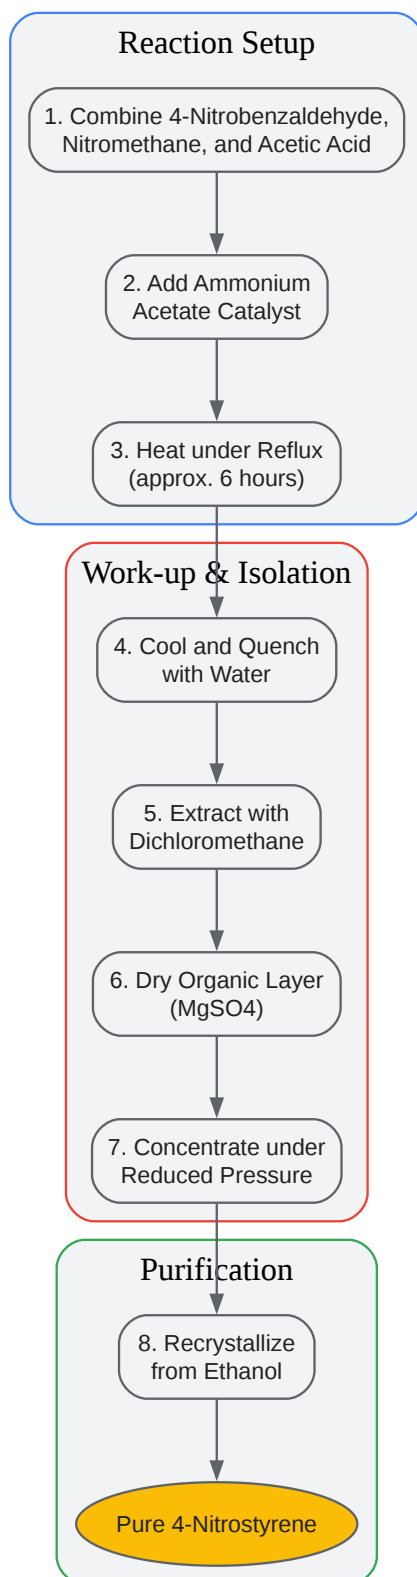 Reaction Setup
1. Combine 4-Nitrobenzaldehyde,
Nitromethane, and Acetic Acid
2. Add Ammonium
Acetate Catalyst
3. Heat under Reflux
(approx. 6 hours)
Work-up & Isolation
4. Cool and Quench
with Water
5. Extract with
Dichloromethane
6. Dry Organic Layer
(MgSO4)
7. Concentrate under
Reduced Pressure
Purification
8. Recrystallize
from Ethanol
Pure 4-Nitrostyrene